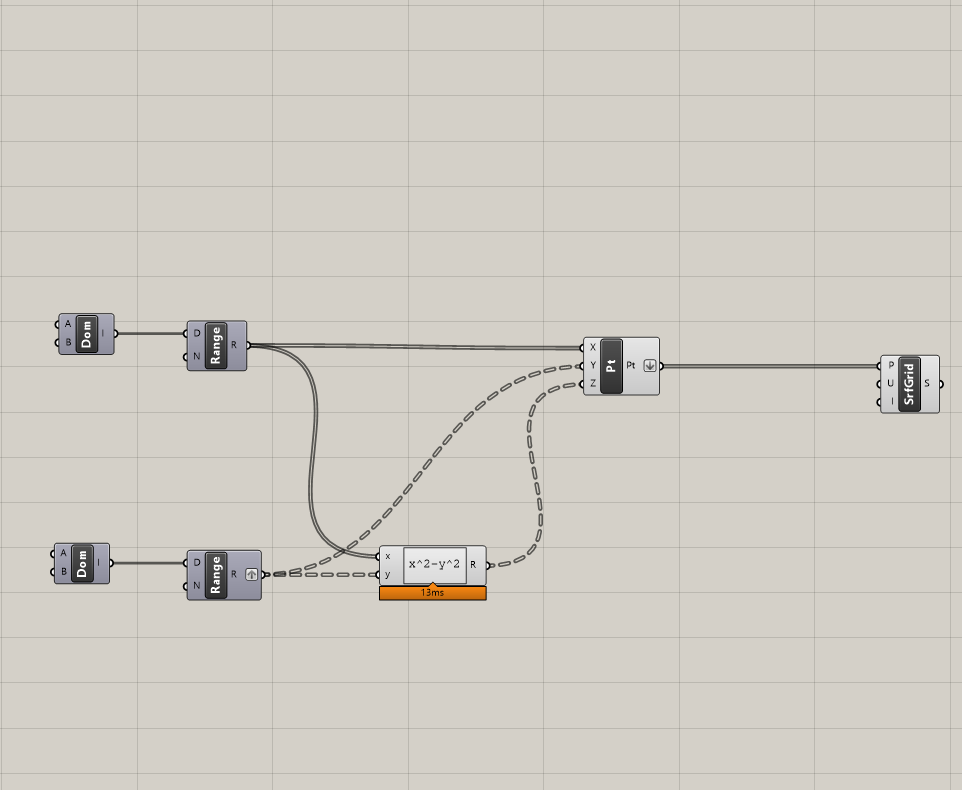 A
B
Dom
I
D
N
Range
R
X
Y
Z
Pt
Pt
P
U
I
SrfGrid
S
A
B
Dom
I
D
N
Range
R
x
y
x^2-y^2
R
13ms